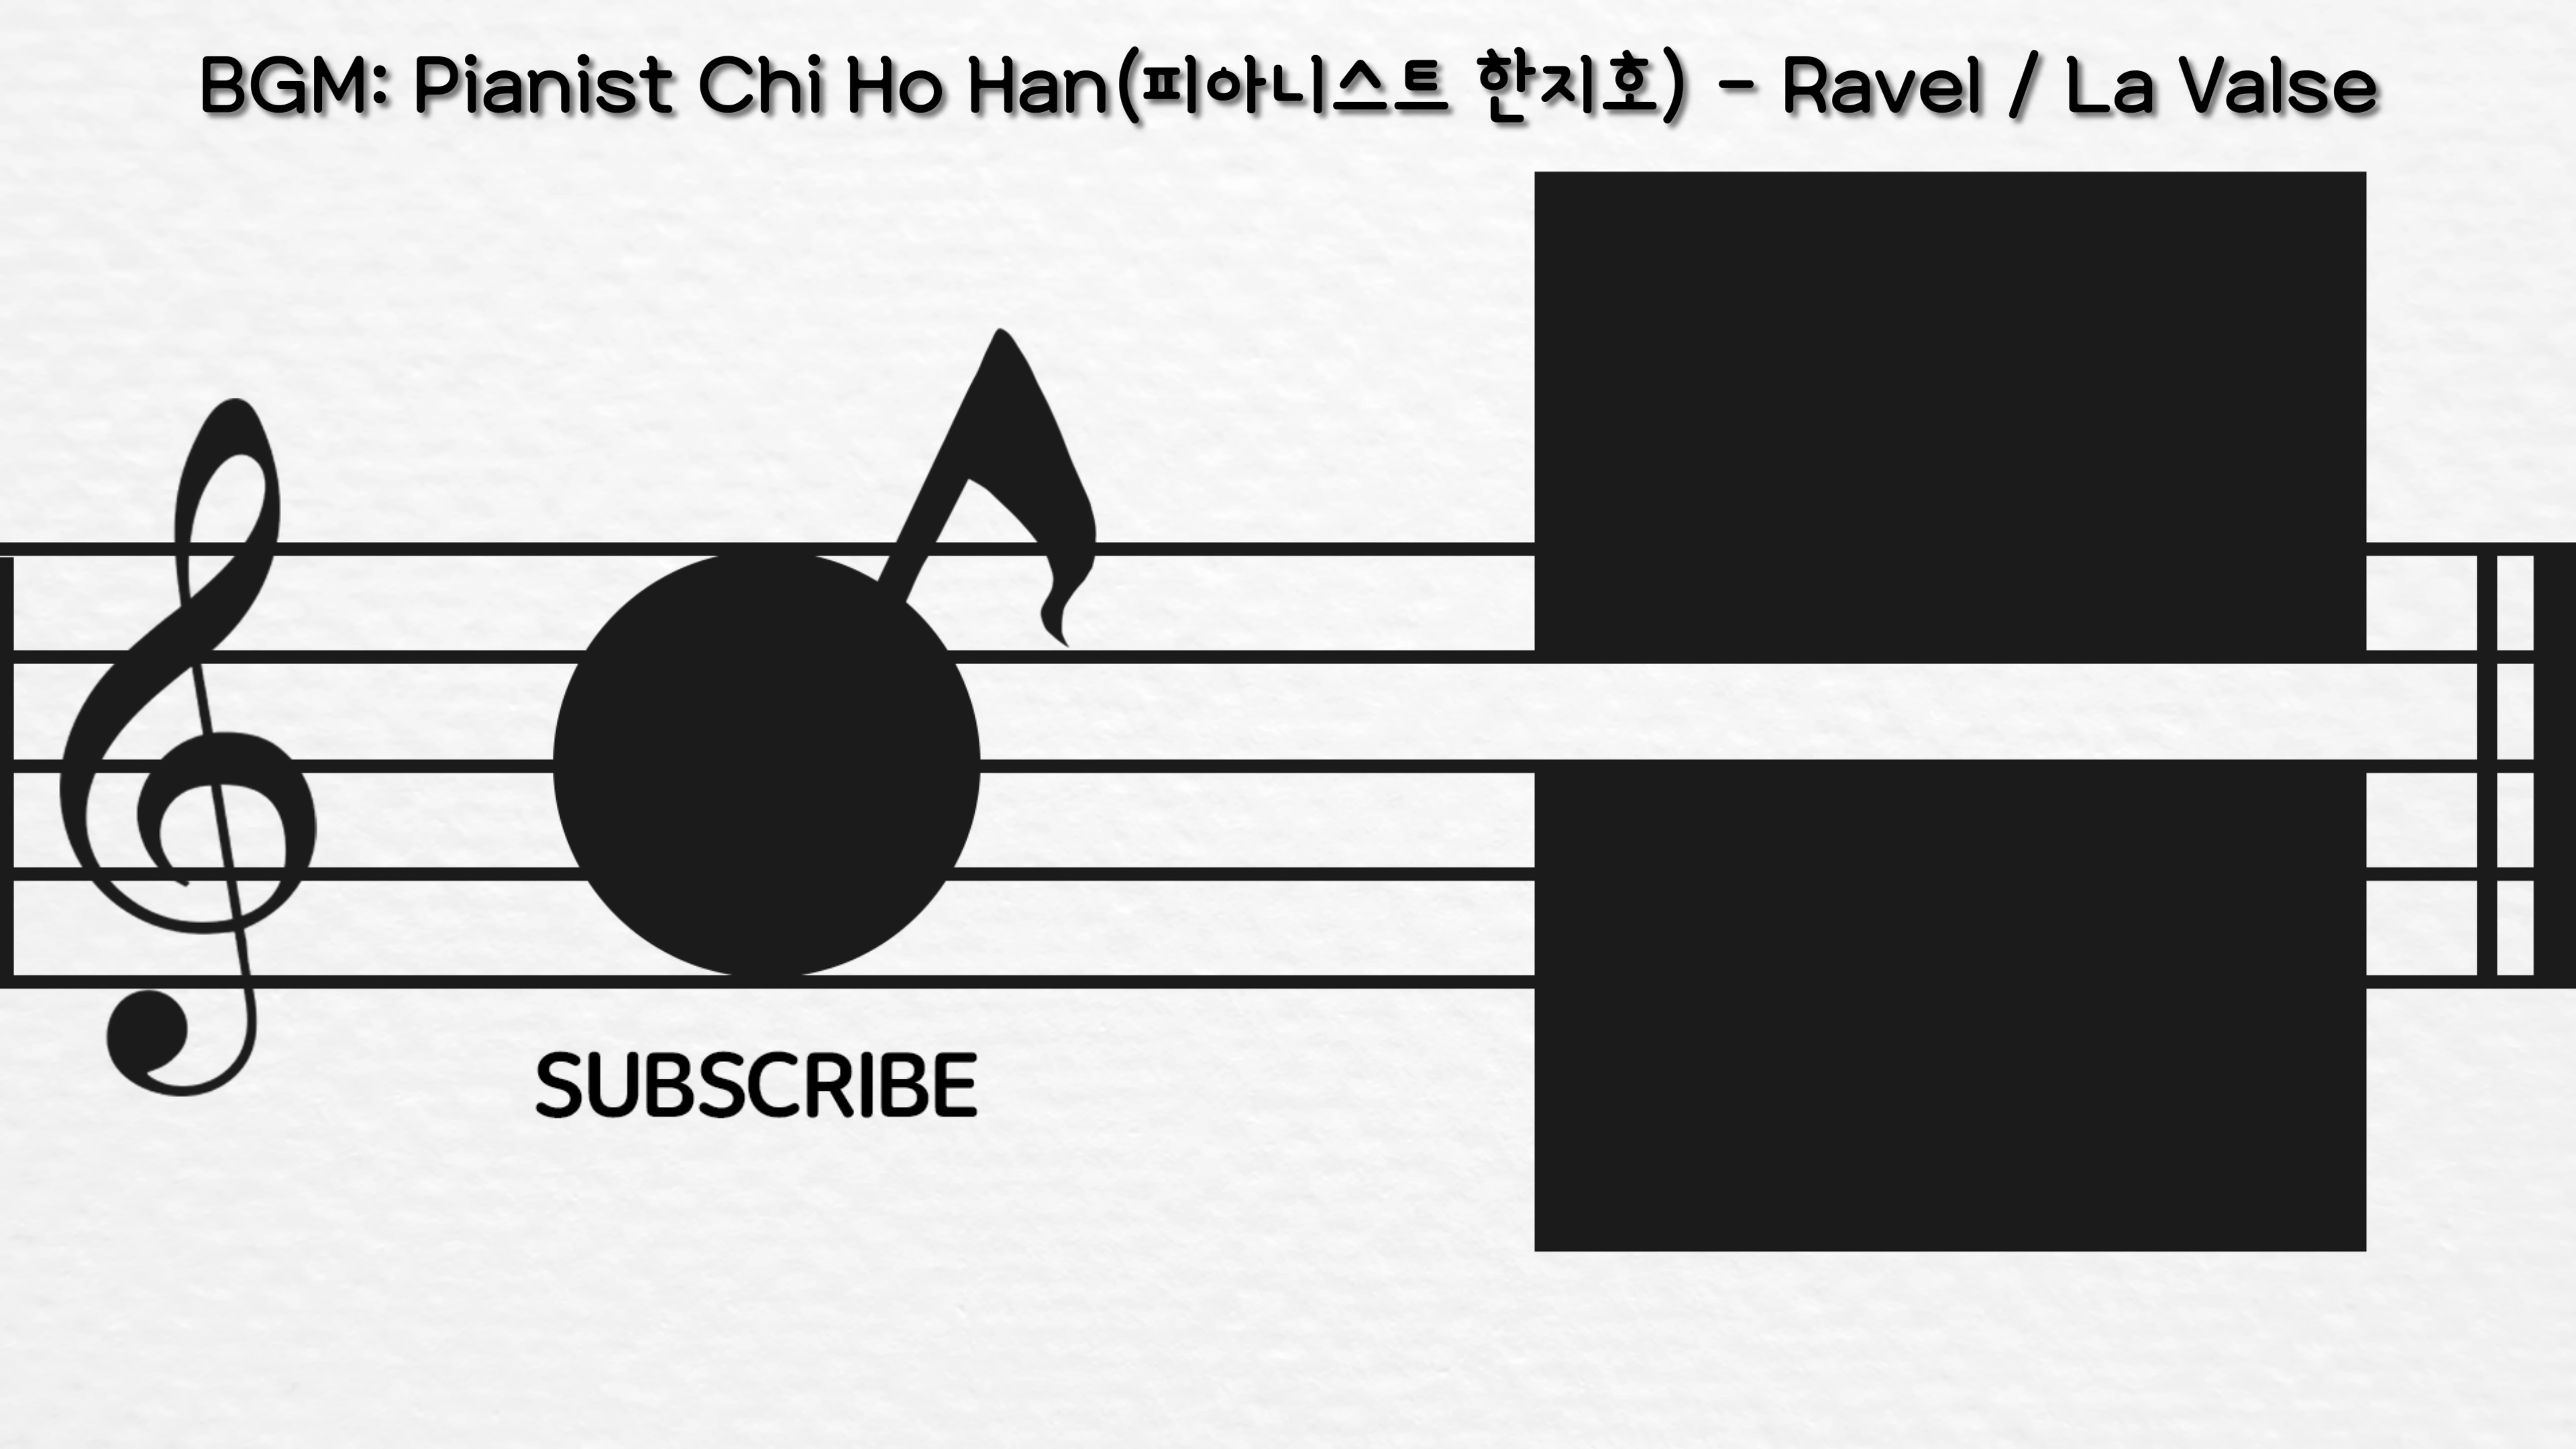 BGM: Pianist Chi Ho Han(피아니스트 한지호) - Ravel / La Valse
SUBSCRIBE